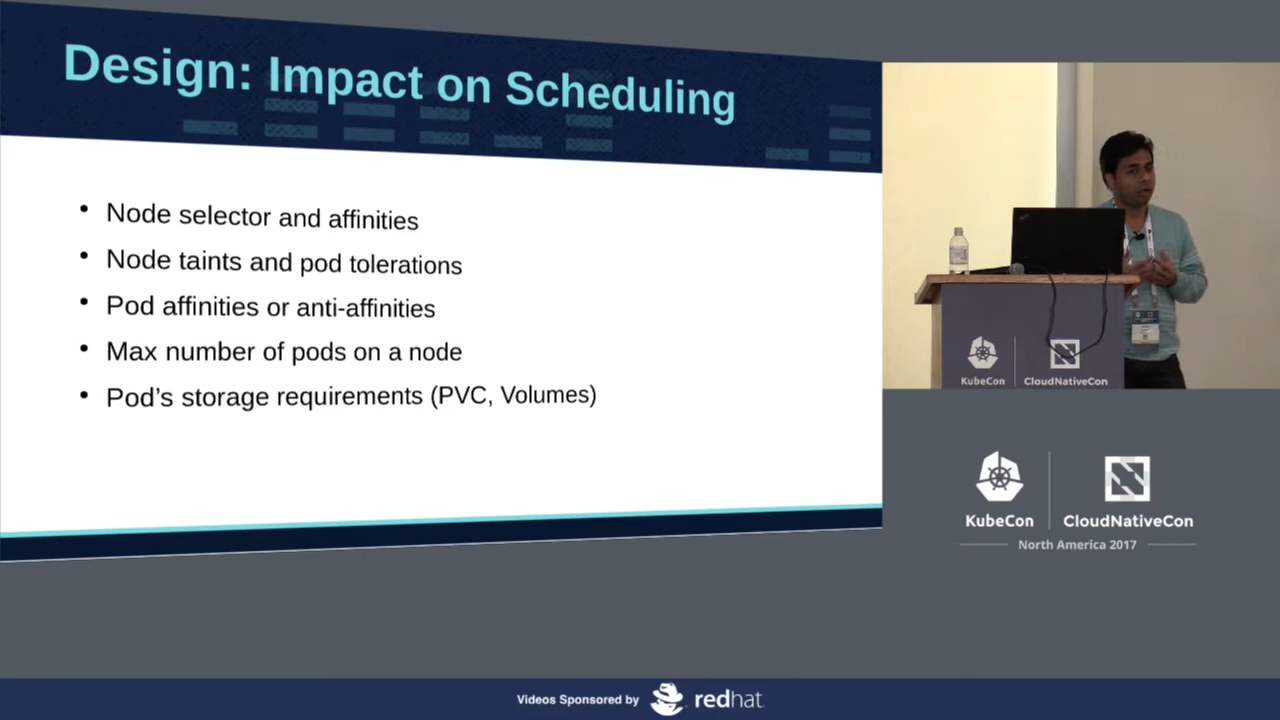 Design: Impact on Scheduling
• Node selector and affinities
• Node taints and pod tolerations
• Pod affinities or anti-affinities
• Max number of pods on a node
• Pod’s storage requirements (PVC, Volumes)
KubeCon
CloudNativeCon
KubeCon
CloudNativeCon
North America 2017
Videos Sponsored by
redhat